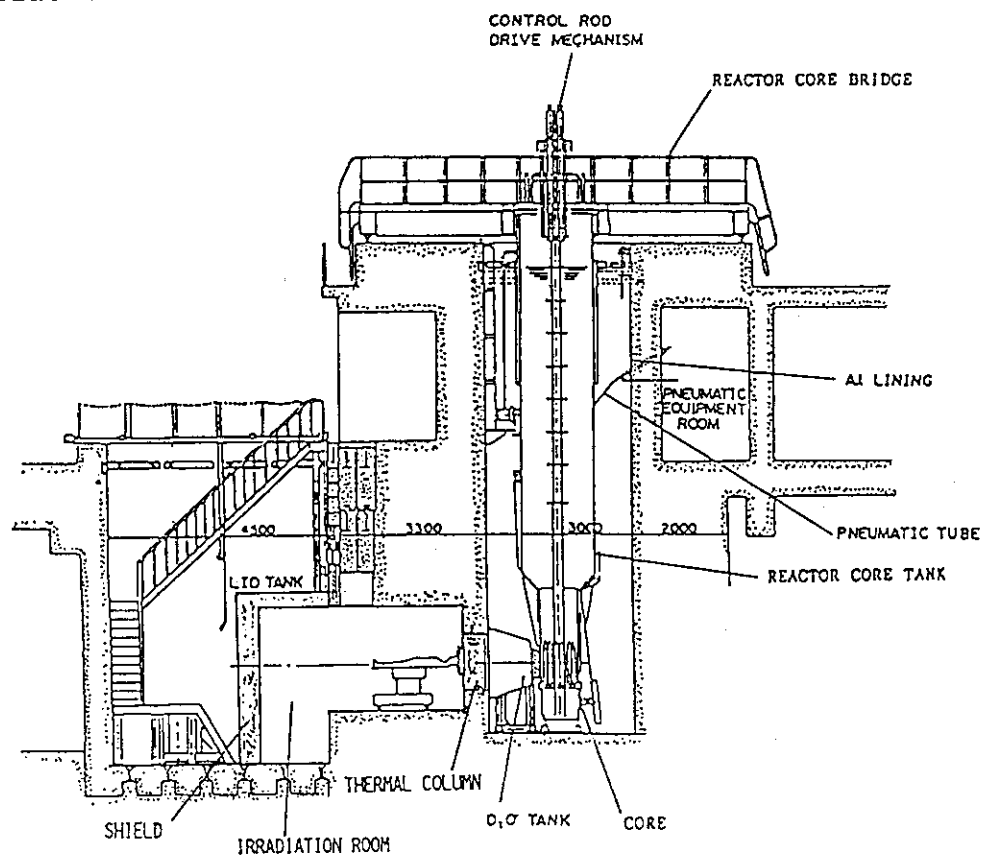 CONTROL ROD
DRIVE MECHANISM
REACTOR CORE BRIDGE
Aℓ LINING
PNEUMATIC
EQUIPMENT
ROOM
4500
3300
3000
2000
PNEUMATIC TUBE
REACTOR CORE TANK
LID TANK
THERMAL COLUMN
SHIELD
D₂O TANK
CORE
IRRADIATION ROOM